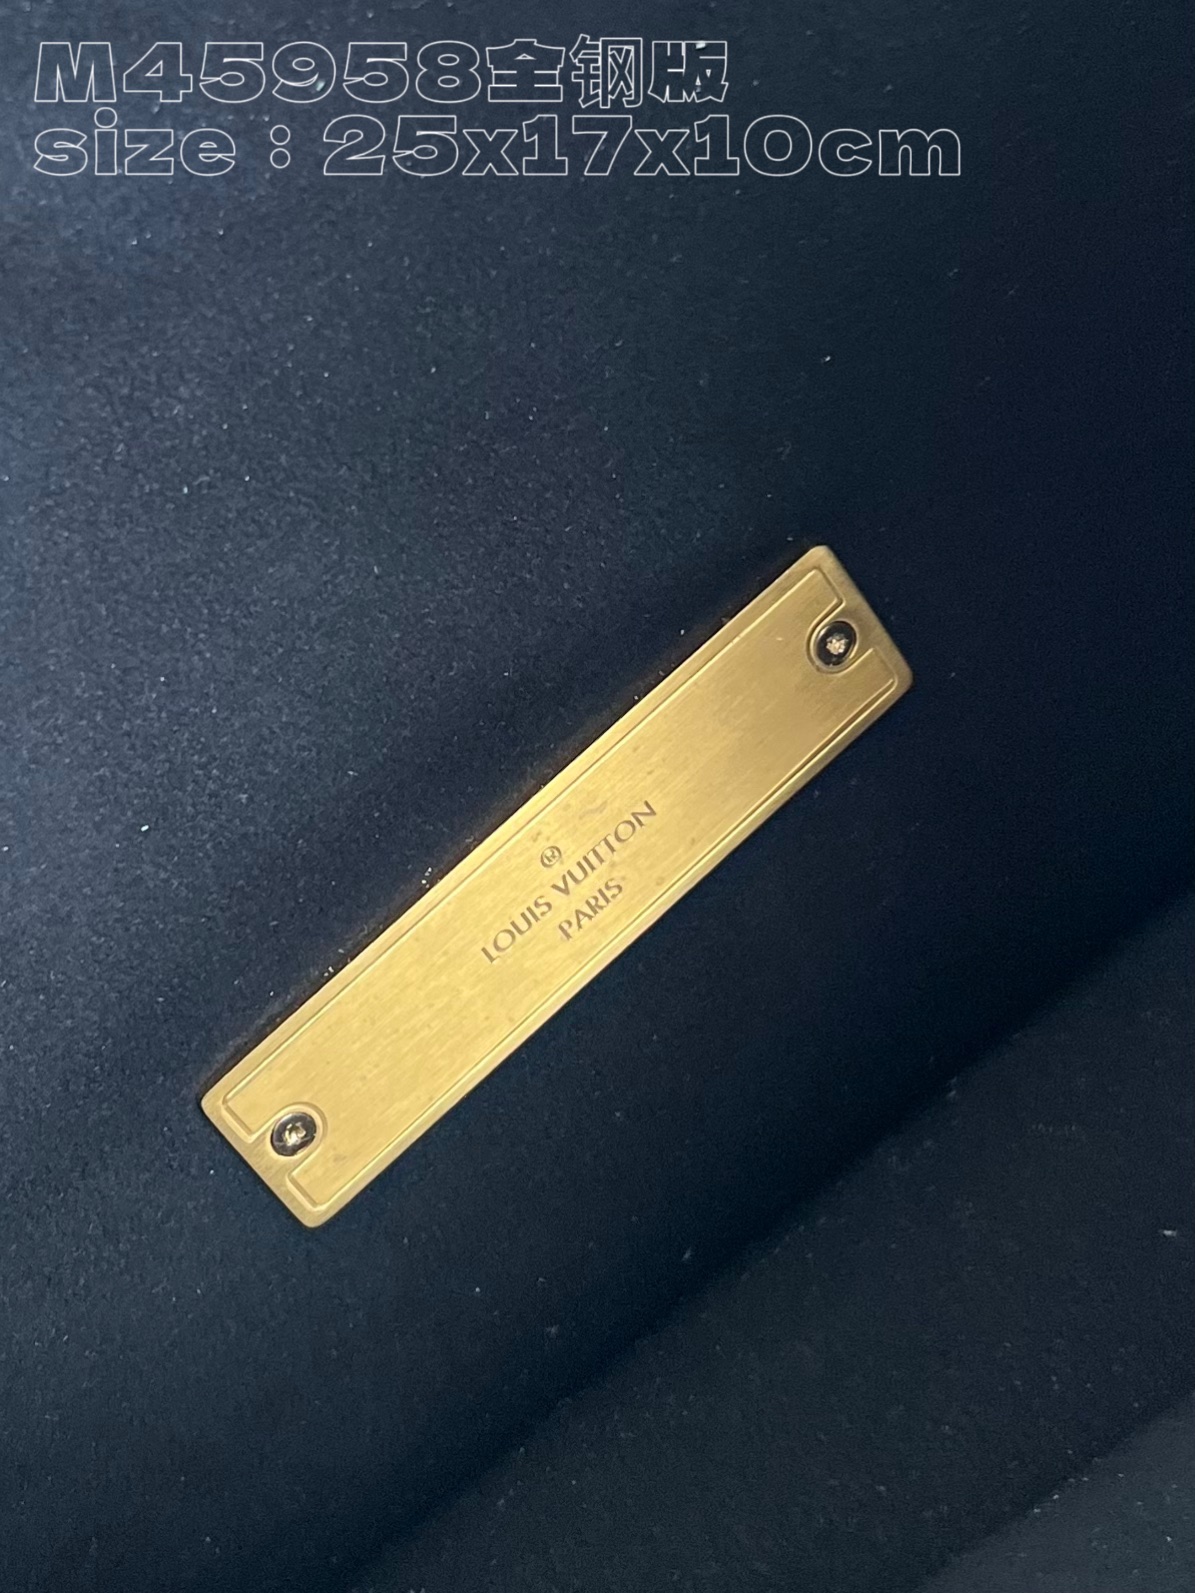 M45958全钢版
size：25x17x10cm
®
LOUIS VUITTON
PARIS